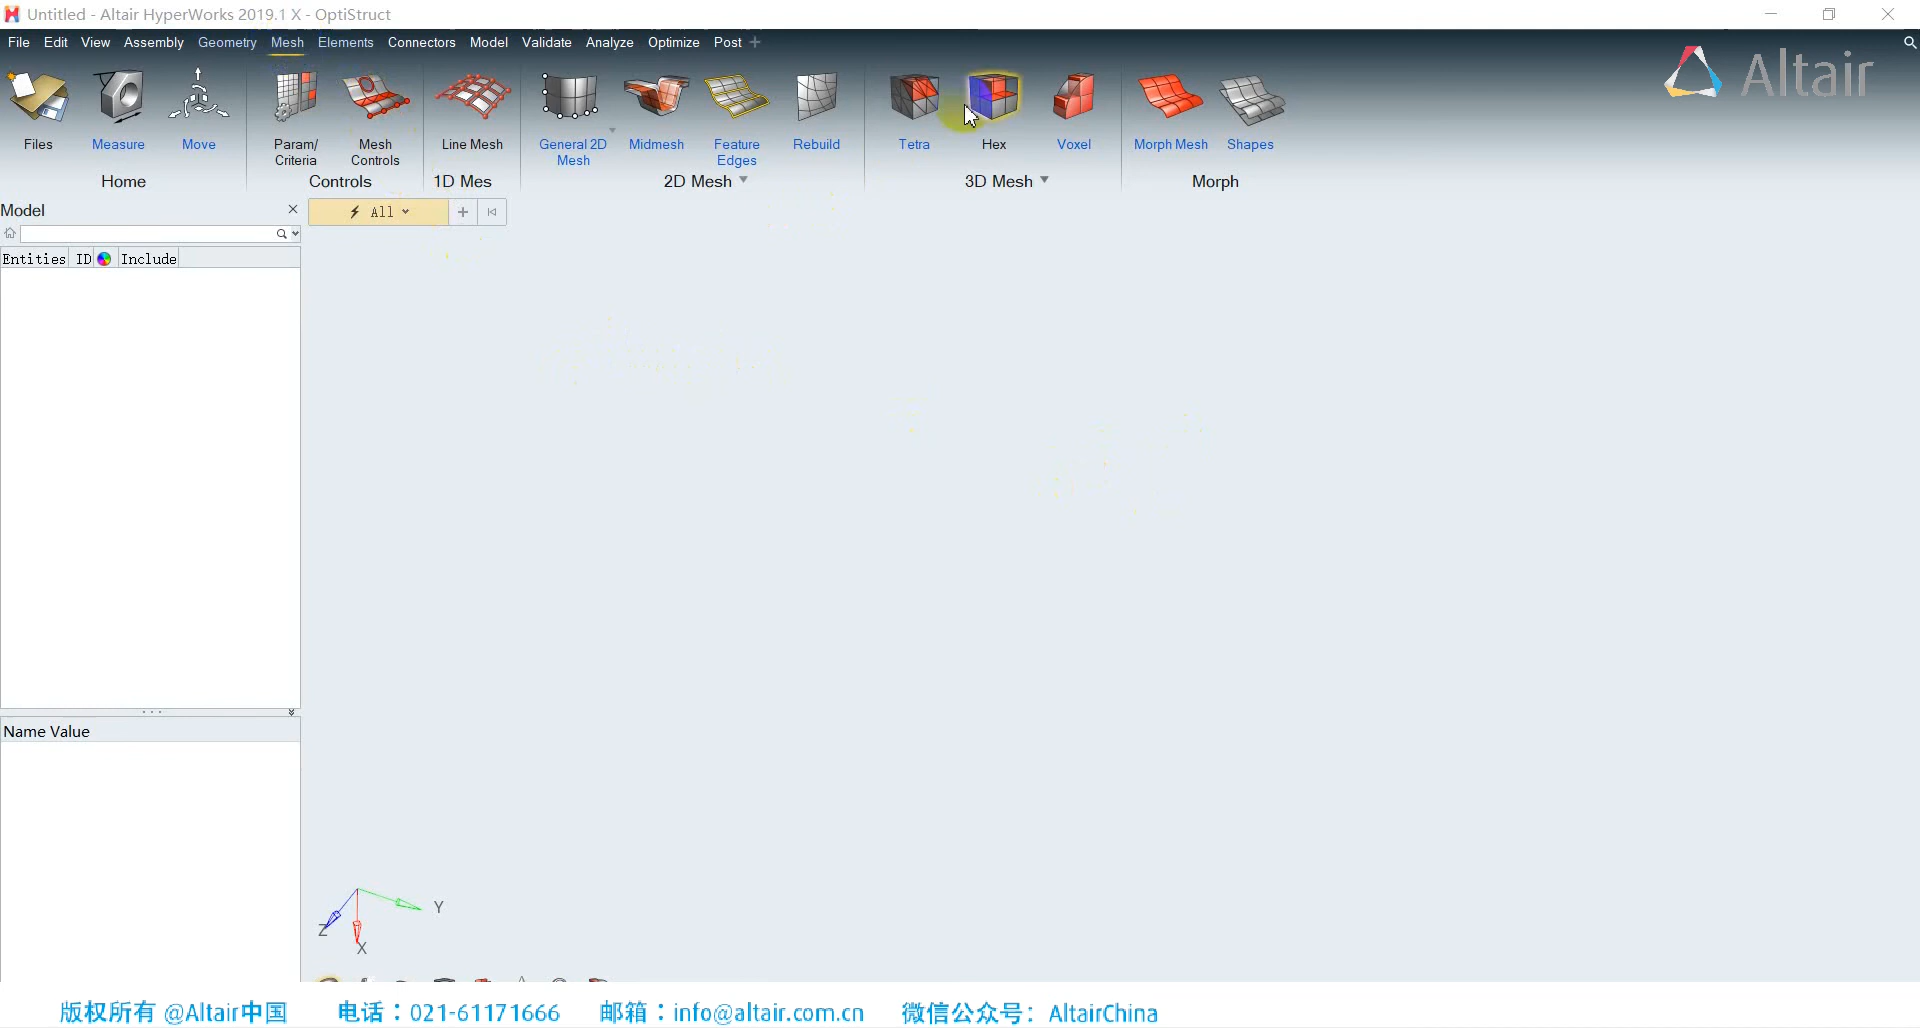 Untitled - Altair HyperWorks 2019.1 X - OptiStruct
File Edit View Assembly Geometry Mesh Elements Connectors Model Validate Analyze Optimize Post
Altair
Files Measure Move Param/ Criteria Mesh Controls Line Mesh General 2D Mesh Midmesh Feature Edges Rebuild Tetra Hex Voxel Morph Mesh Shapes
Home Controls 1D Mes 2D Mesh 3D Mesh Morph
Model
All
Entities ID Include
Name Value
Y
Z
X
版权所有 @Altair中国 电话：021-61171666 邮箱：info@altair.com.cn 微信公众号：AltairChina